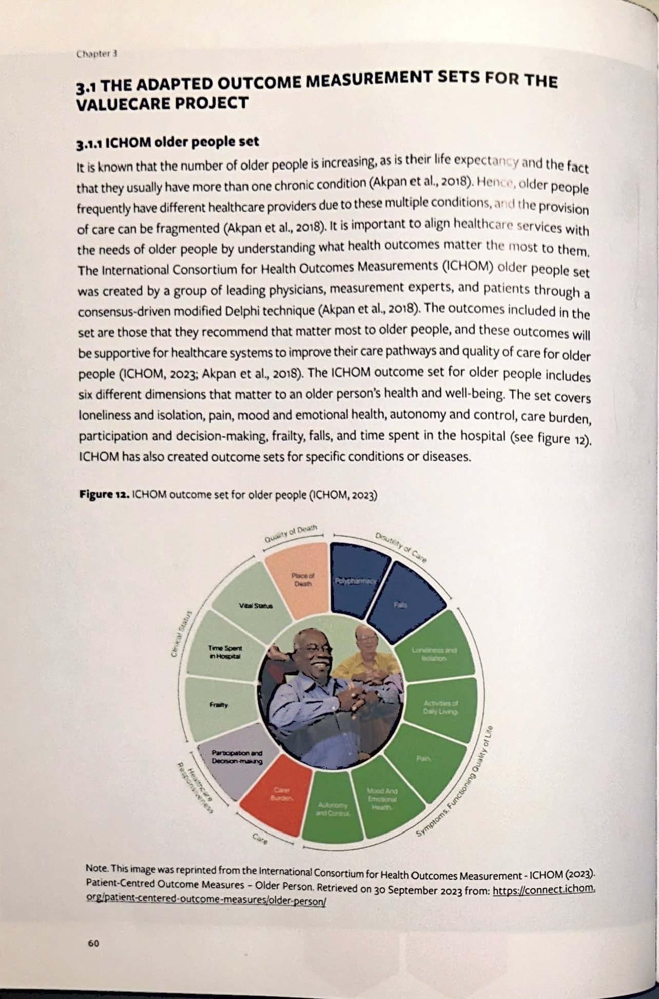 Chapter 3
3.1 THE ADAPTED OUTCOME MEASUREMENT SETS FOR THE
VALUECARE PROJECT
3.1.1 ICHOM older people set
It is known that the number of older people is increasing, as is their life expectancy and the fact
that they usually have more than one chronic condition (Akpan et al., 2018). Hence, older people
frequently have different healthcare providers due to these multiple conditions, and the provision
of care can be fragmented (Akpan et al., 2018). It is important to align healthcare services with
the needs of older people by understanding what health outcomes matter the most to them.
The International Consortium for Health Outcomes Measurements (ICHOM) older people set
was created by a group of leading physicians, measurement experts, and patients through a
consensus-driven modified Delphi technique (Akpan et al., 2018). The outcomes included in the
set are those that they recommend that matter most to older people, and these outcomes will
be supportive for healthcare systems to improve their care pathways and quality of care for older
people (ICHOM, 2023; Akpan et al., 2018). The ICHOM outcome set for older people includes
six different dimensions that matter to an older person's health and well-being. The set covers
loneliness and isolation, pain, mood and emotional health, autonomy and control, care burden,
participation and decision-making, frailty, falls, and time spent in the hospital (see figure 12).
ICHOM has also created outcome sets for specific conditions or diseases.
Figure 12. ICHOM outcome set for older people (ICHOM, 2023)
Quality of Death
Disutility of Care
Place of
Death
Polypharmacy
Vital Status
Falls
Clinical Status
Time Spent
in Hospital
Loneliness and
Isolation
Frailty
Activities of
Daily Living
Participation and
Decision-making
Pain
Symptoms, Functioning Quality of Life
Healthcare
Responsiveness
Carer
Burden
Autonomy
and Control
Mood And
Emotional
Health
Care
Note. This image was reprinted from the International Consortium for Health Outcomes Measurement - ICHOM (2023).
Patient-Centred Outcome Measures – Older Person. Retrieved on 30 September 2023 from: https://connect.ichom.
org/patient-centered-outcome-measures/older-person/
60